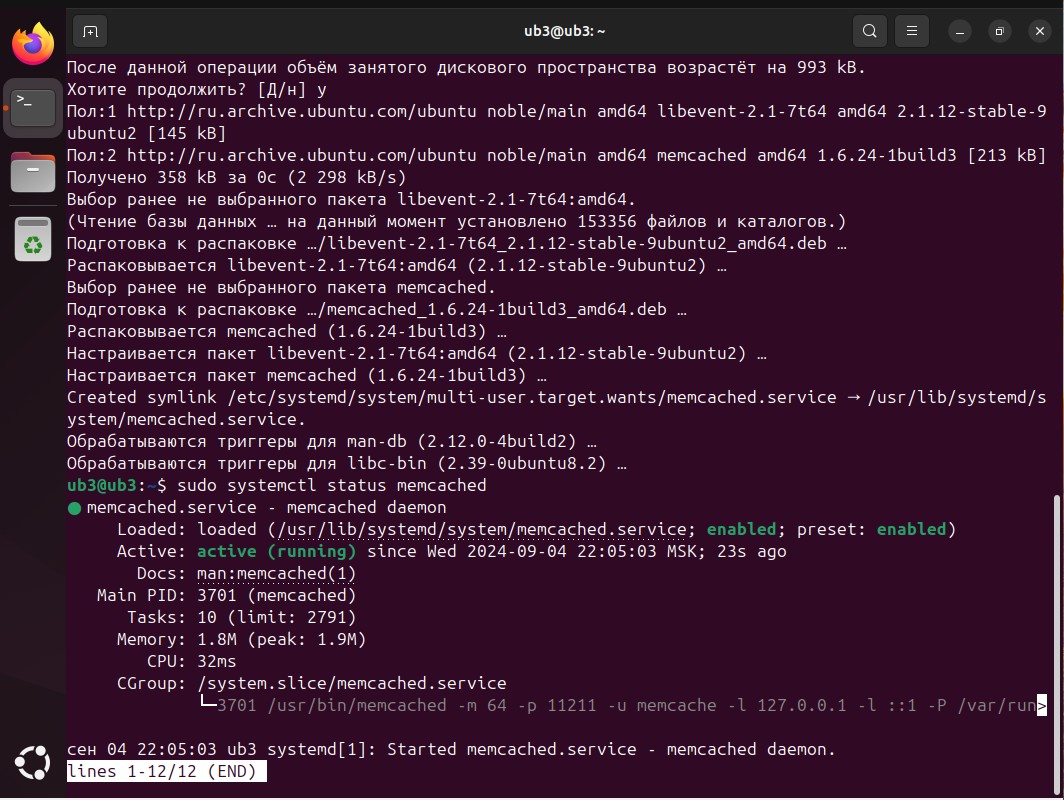 ub3@ub3: ~
После данной операции объём занятого дискового пространства возрастёт на 993 kB.
Хотите продолжить? [Д/н] y
Пол:1 http://ru.archive.ubuntu.com/ubuntu noble/main amd64 libevent-2.1-7t64 amd64 2.1.12-stable-9
ubuntu2 [145 kB]
Пол:2 http://ru.archive.ubuntu.com/ubuntu noble/main amd64 memcached amd64 1.6.24-1build3 [213 kB]
Получено 358 kB за 0с (2 298 kB/s)
Выбор ранее не выбранного пакета libevent-2.1-7t64:amd64.
(Чтение базы данных … на данный момент установлено 153356 файлов и каталогов.)
Подготовка к распаковке …/libevent-2.1-7t64_2.1.12-stable-9ubuntu2_amd64.deb …
Распаковывается libevent-2.1-7t64:amd64 (2.1.12-stable-9ubuntu2) …
Выбор ранее не выбранного пакета memcached.
Подготовка к распаковке …/memcached_1.6.24-1build3_amd64.deb …
Распаковывается memcached (1.6.24-1build3) …
Настраивается пакет libevent-2.1-7t64:amd64 (2.1.12-stable-9ubuntu2) …
Настраивается пакет memcached (1.6.24-1build3) …
Created symlink /etc/systemd/system/multi-user.target.wants/memcached.service → /usr/lib/systemd/s
ystem/memcached.service.
Обрабатываются триггеры для man-db (2.12.0-4build2) …
Обрабатываются триггеры для libc-bin (2.39-0ubuntu8.2) …
ub3@ub3:~$ sudo systemctl status memcached
● memcached.service - memcached daemon
Loaded: loaded (/usr/lib/systemd/system/memcached.service; enabled; preset: enabled)
Active: active (running) since Wed 2024-09-04 22:05:03 MSK; 23s ago
Docs: man:memcached(1)
Main PID: 3701 (memcached)
Tasks: 10 (limit: 2791)
Memory: 1.8M (peak: 1.9M)
CPU: 32ms
CGroup: /system.slice/memcached.service
└─3701 /usr/bin/memcached -m 64 -p 11211 -u memcache -l 127.0.0.1 -l ::1 -P /var/run>
сен 04 22:05:03 ub3 systemd[1]: Started memcached.service - memcached daemon.
lines 1-12/12 (END)